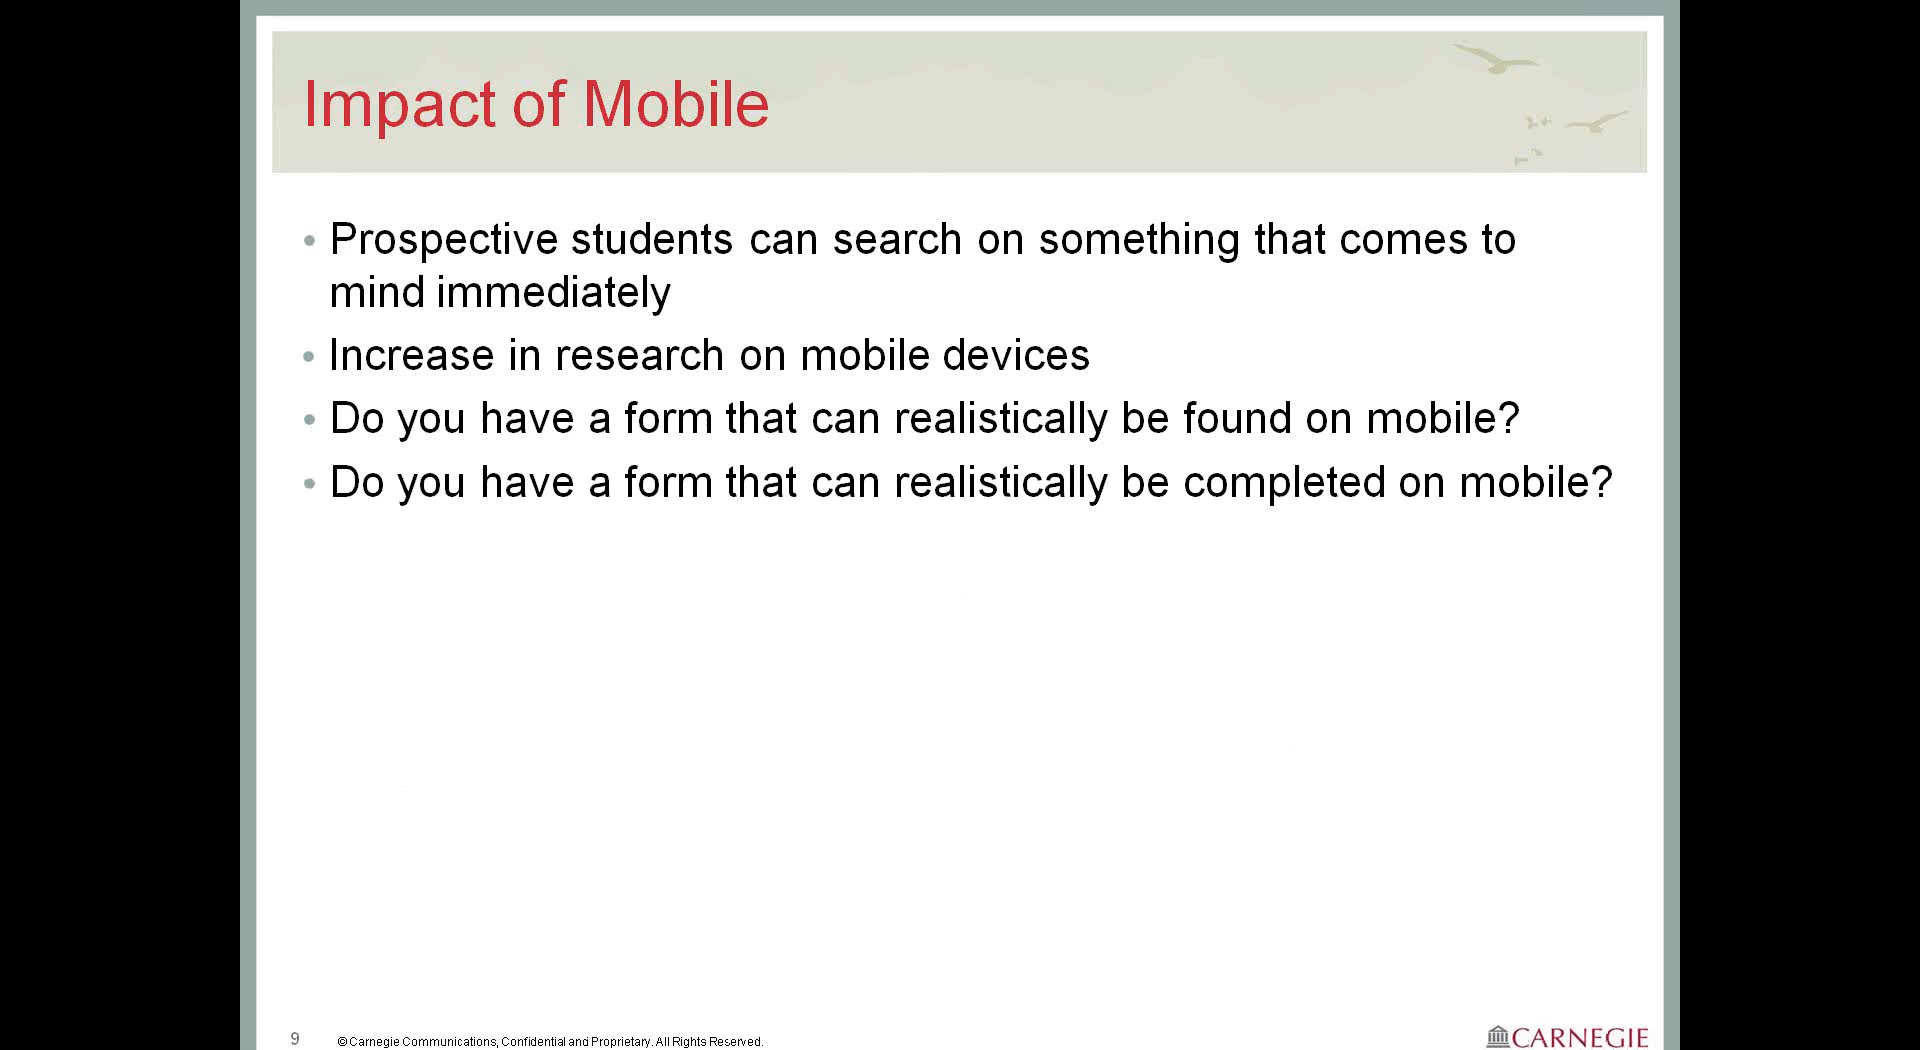 Impact of Mobile
• Prospective students can search on something that comes to
mind immediately
• Increase in research on mobile devices
• Do you have a form that can realistically be found on mobile?
• Do you have a form that can realistically be completed on mobile?
9
© Carnegie Communications, Confidential and Proprietary. All Rights Reserved.
CARNEGIE